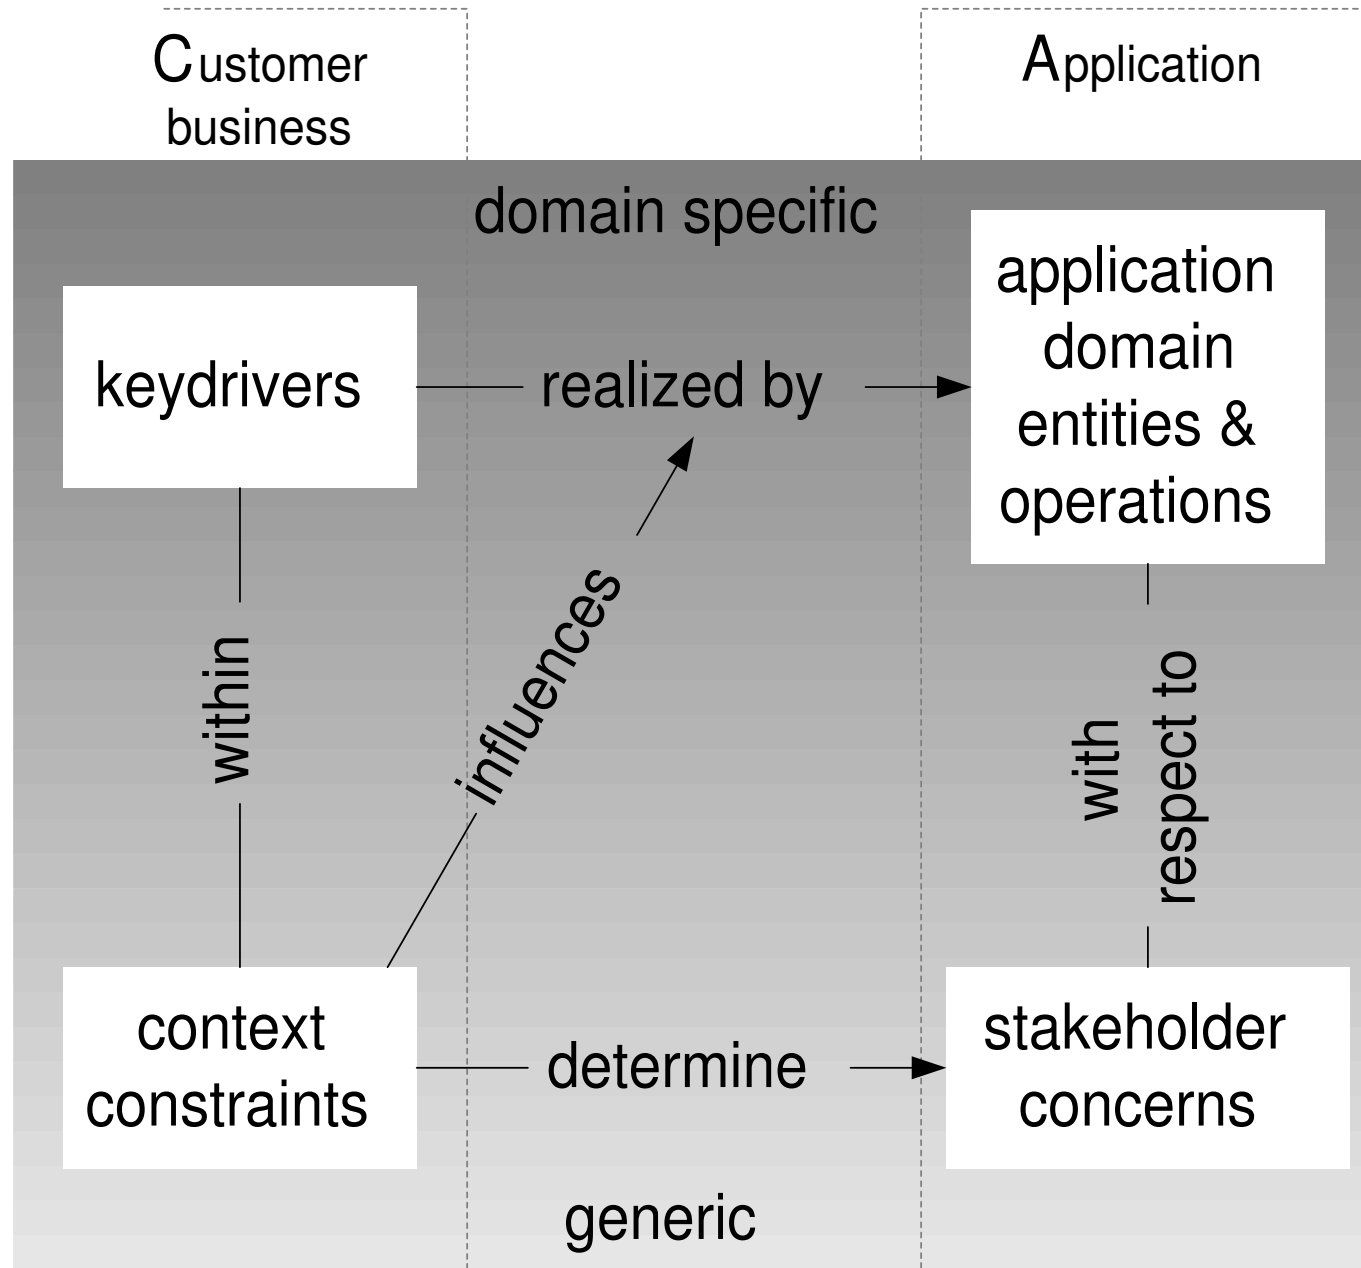 Customer
business
Application
domain specific
keydrivers
realized by
application
domain
entities &
operations
within
influences
with
respect to
context
constraints
determine
stakeholder
concerns
generic